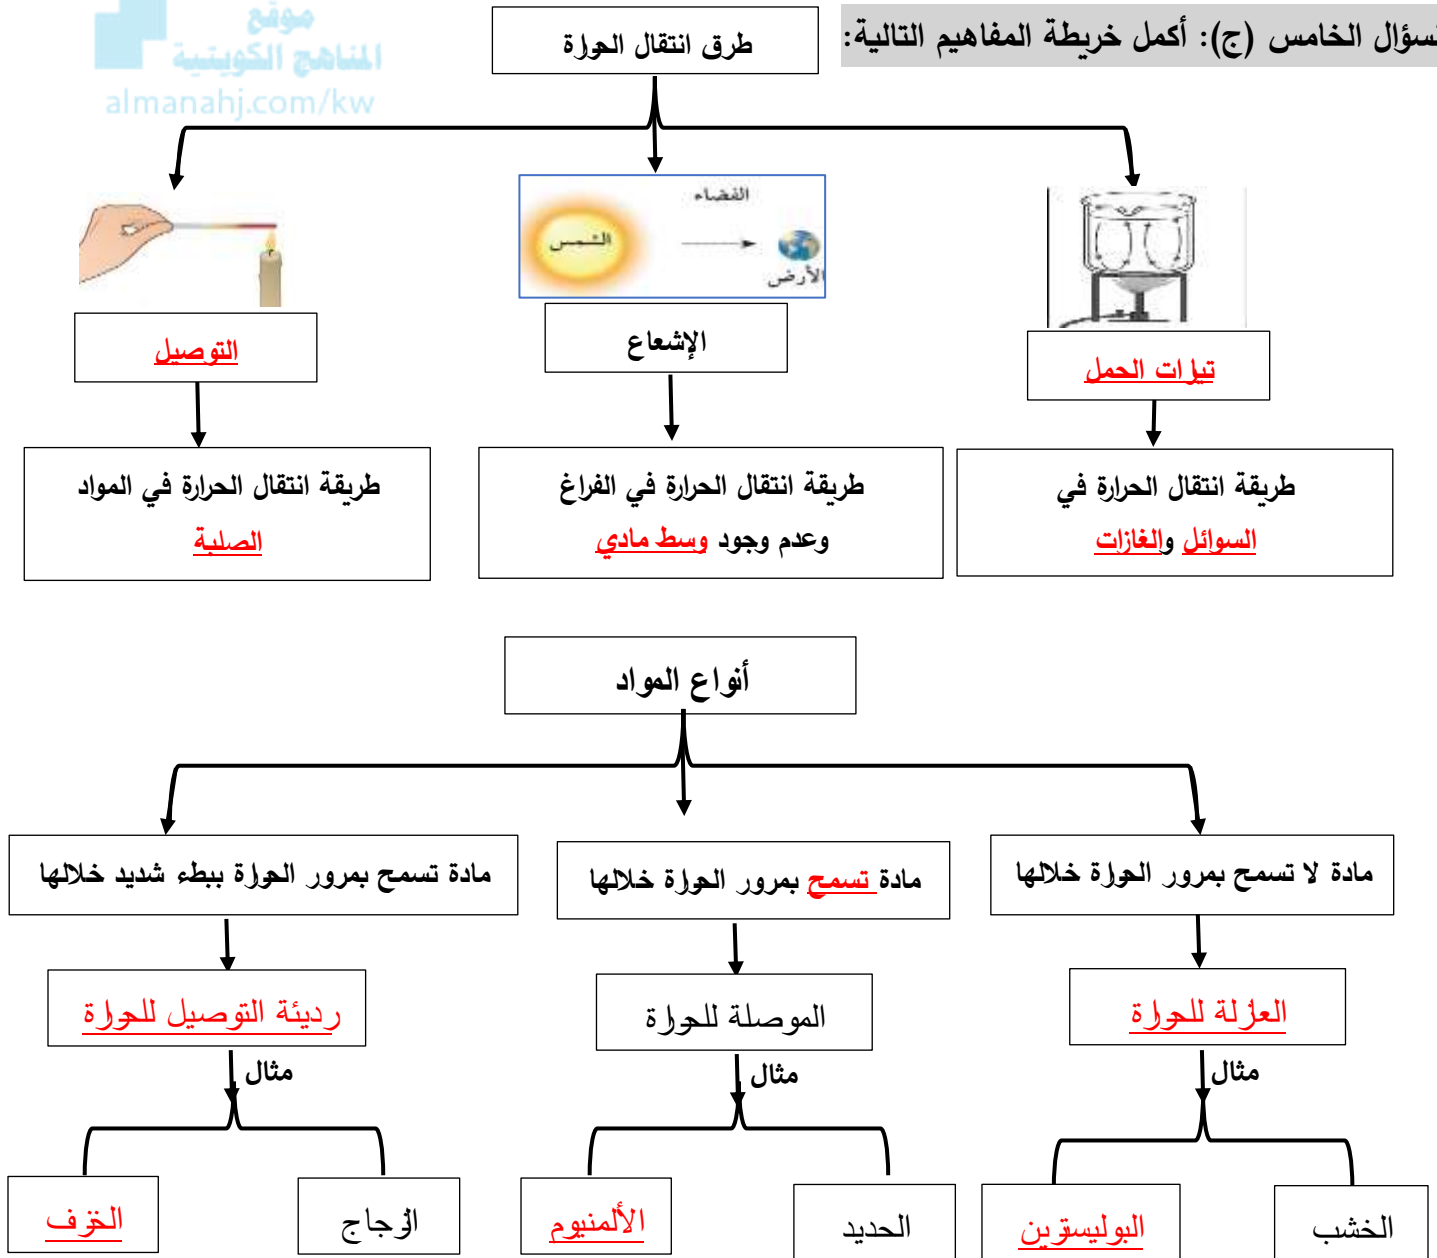 موقع
المناهج الكويتية
almanahj.com/kw
لسؤال الخامس (ج): أكمل خريطة المفاهيم التالية:
طرق انتقال الحرارة
الفضاء
الشمس
الأرض
تيارات الحمل
الإشعاع
التوصيل
طريقة انتقال الحرارة في
السوائل والغازات
طريقة انتقال الحرارة في الفراغ
وعدم وجود وسط مادي
طريقة انتقال الحرارة في المواد
الصلبة
أنواع المواد
مادة لا تسمح بمرور الحرارة خلالها
مادة تسمح بمرور الحرارة خلالها
مادة تسمح بمرور الحرارة ببطء شديد خلالها
العازلة للحرارة
الموصلة للحرارة
رديئة التوصيل للحرارة
مثال
مثال
مثال
الخشب
البوليسترين
الحديد
الألمنيوم
الزجاج
الخزف